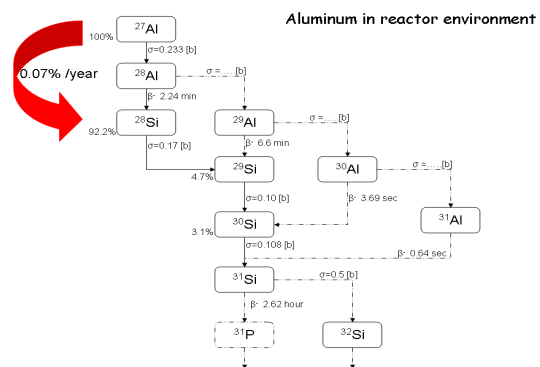 Aluminum in reactor environment
²⁷Al
100%
σ=0.233 [b]
0.07% /year
²⁸Al
σ =.....[b]
β- 2.24 min
²⁸Si
92.2%
σ=0.17 [b]
²⁹Al
σ =.....[b]
β- 6.6 min
²⁹Si
4.7%
³⁰Al
σ =.....[b]
σ=0.10 [b]
β- 3.69 sec
³⁰Si
3.1%
³¹Al
σ=0.108 [b]
β- 0.64 sec
³¹Si
σ=0.5 [b]
β- 2.62 hour
³¹P
³²Si